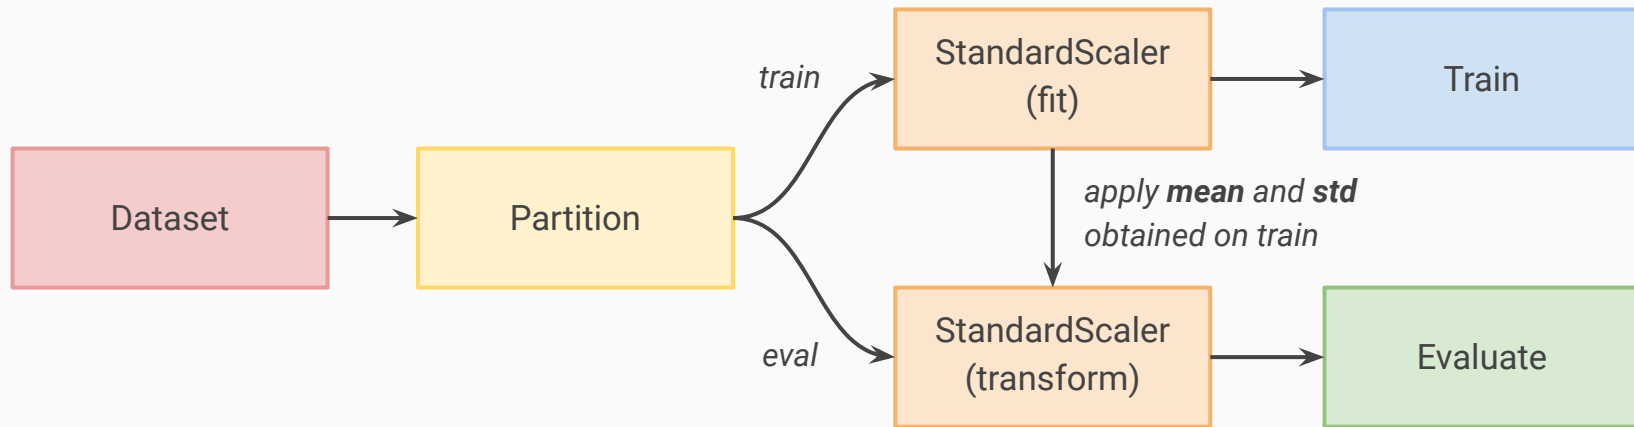 Dataset
Partition
train
eval
StandardScaler
(fit)
apply mean and std
obtained on train
StandardScaler
(transform)
Train
Evaluate